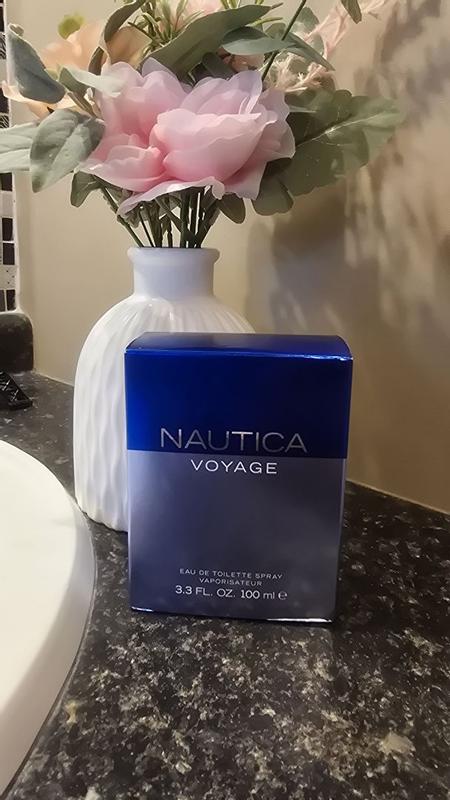 NAUTICA
VOYAGE
EAU DE TOILETTE SPRAY
VAPORISATEUR
3.3 FL. OZ. 100 ml ℮